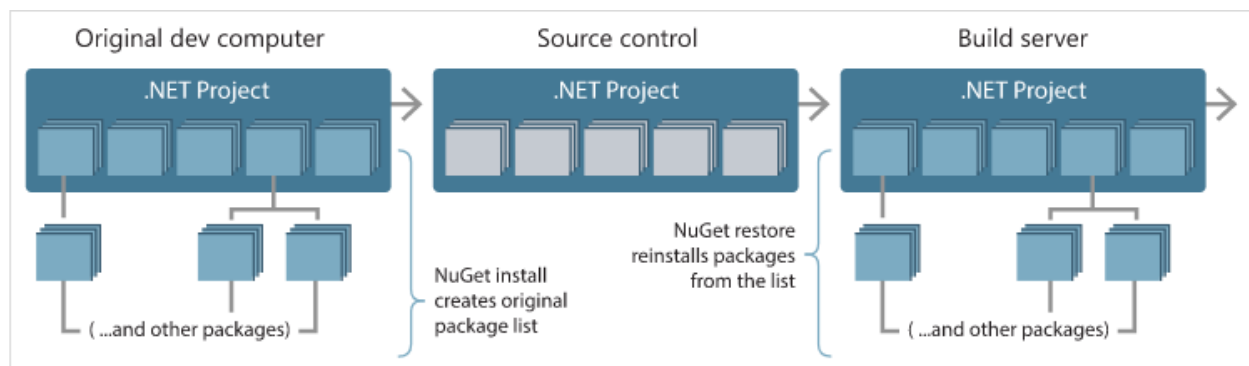 Original dev computer
Source control
Build server
.NET Project
.NET Project
.NET Project
NuGet install
creates original
package list
NuGet restore
reinstalls packages
from the list
( ...and other packages)
( ...and other packages)